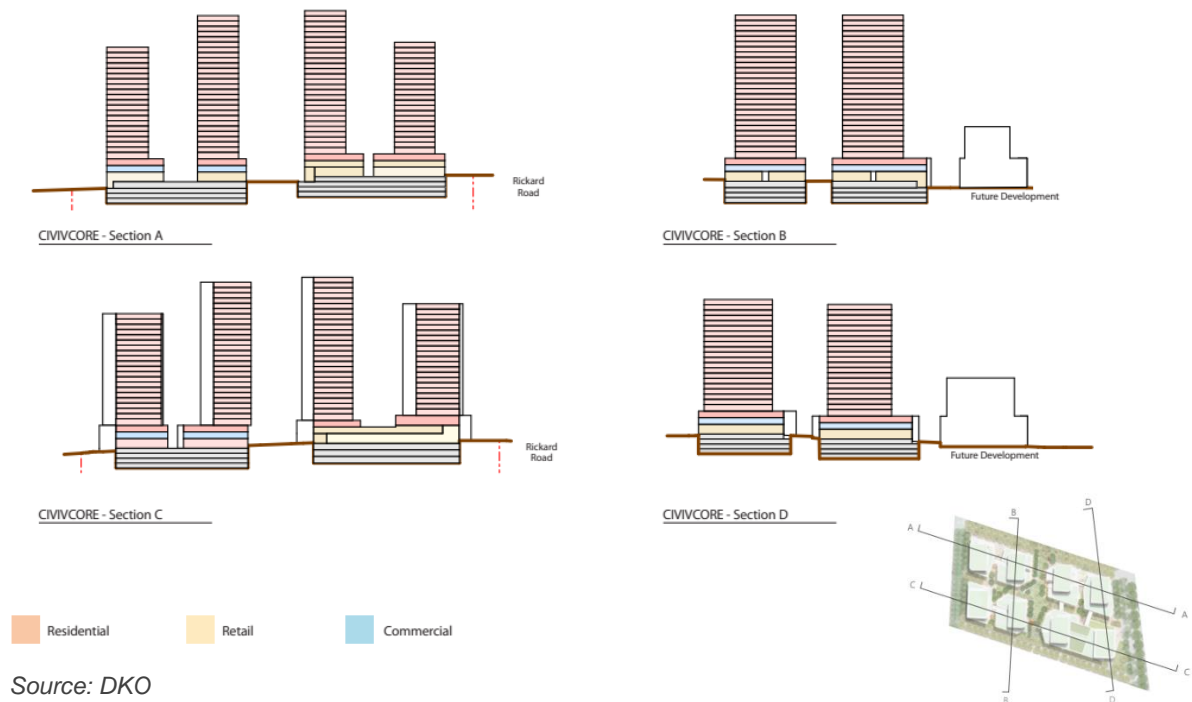 Rickard
Road
Future Development
CIVIVCORE - Section A
CIVIVCORE - Section B
Rickard
Road
Future Development
CIVIVCORE - Section C
CIVIVCORE - Section D
D
B
A
C
A
C
B
D
Residential
Retail
Commercial
Source: DKO